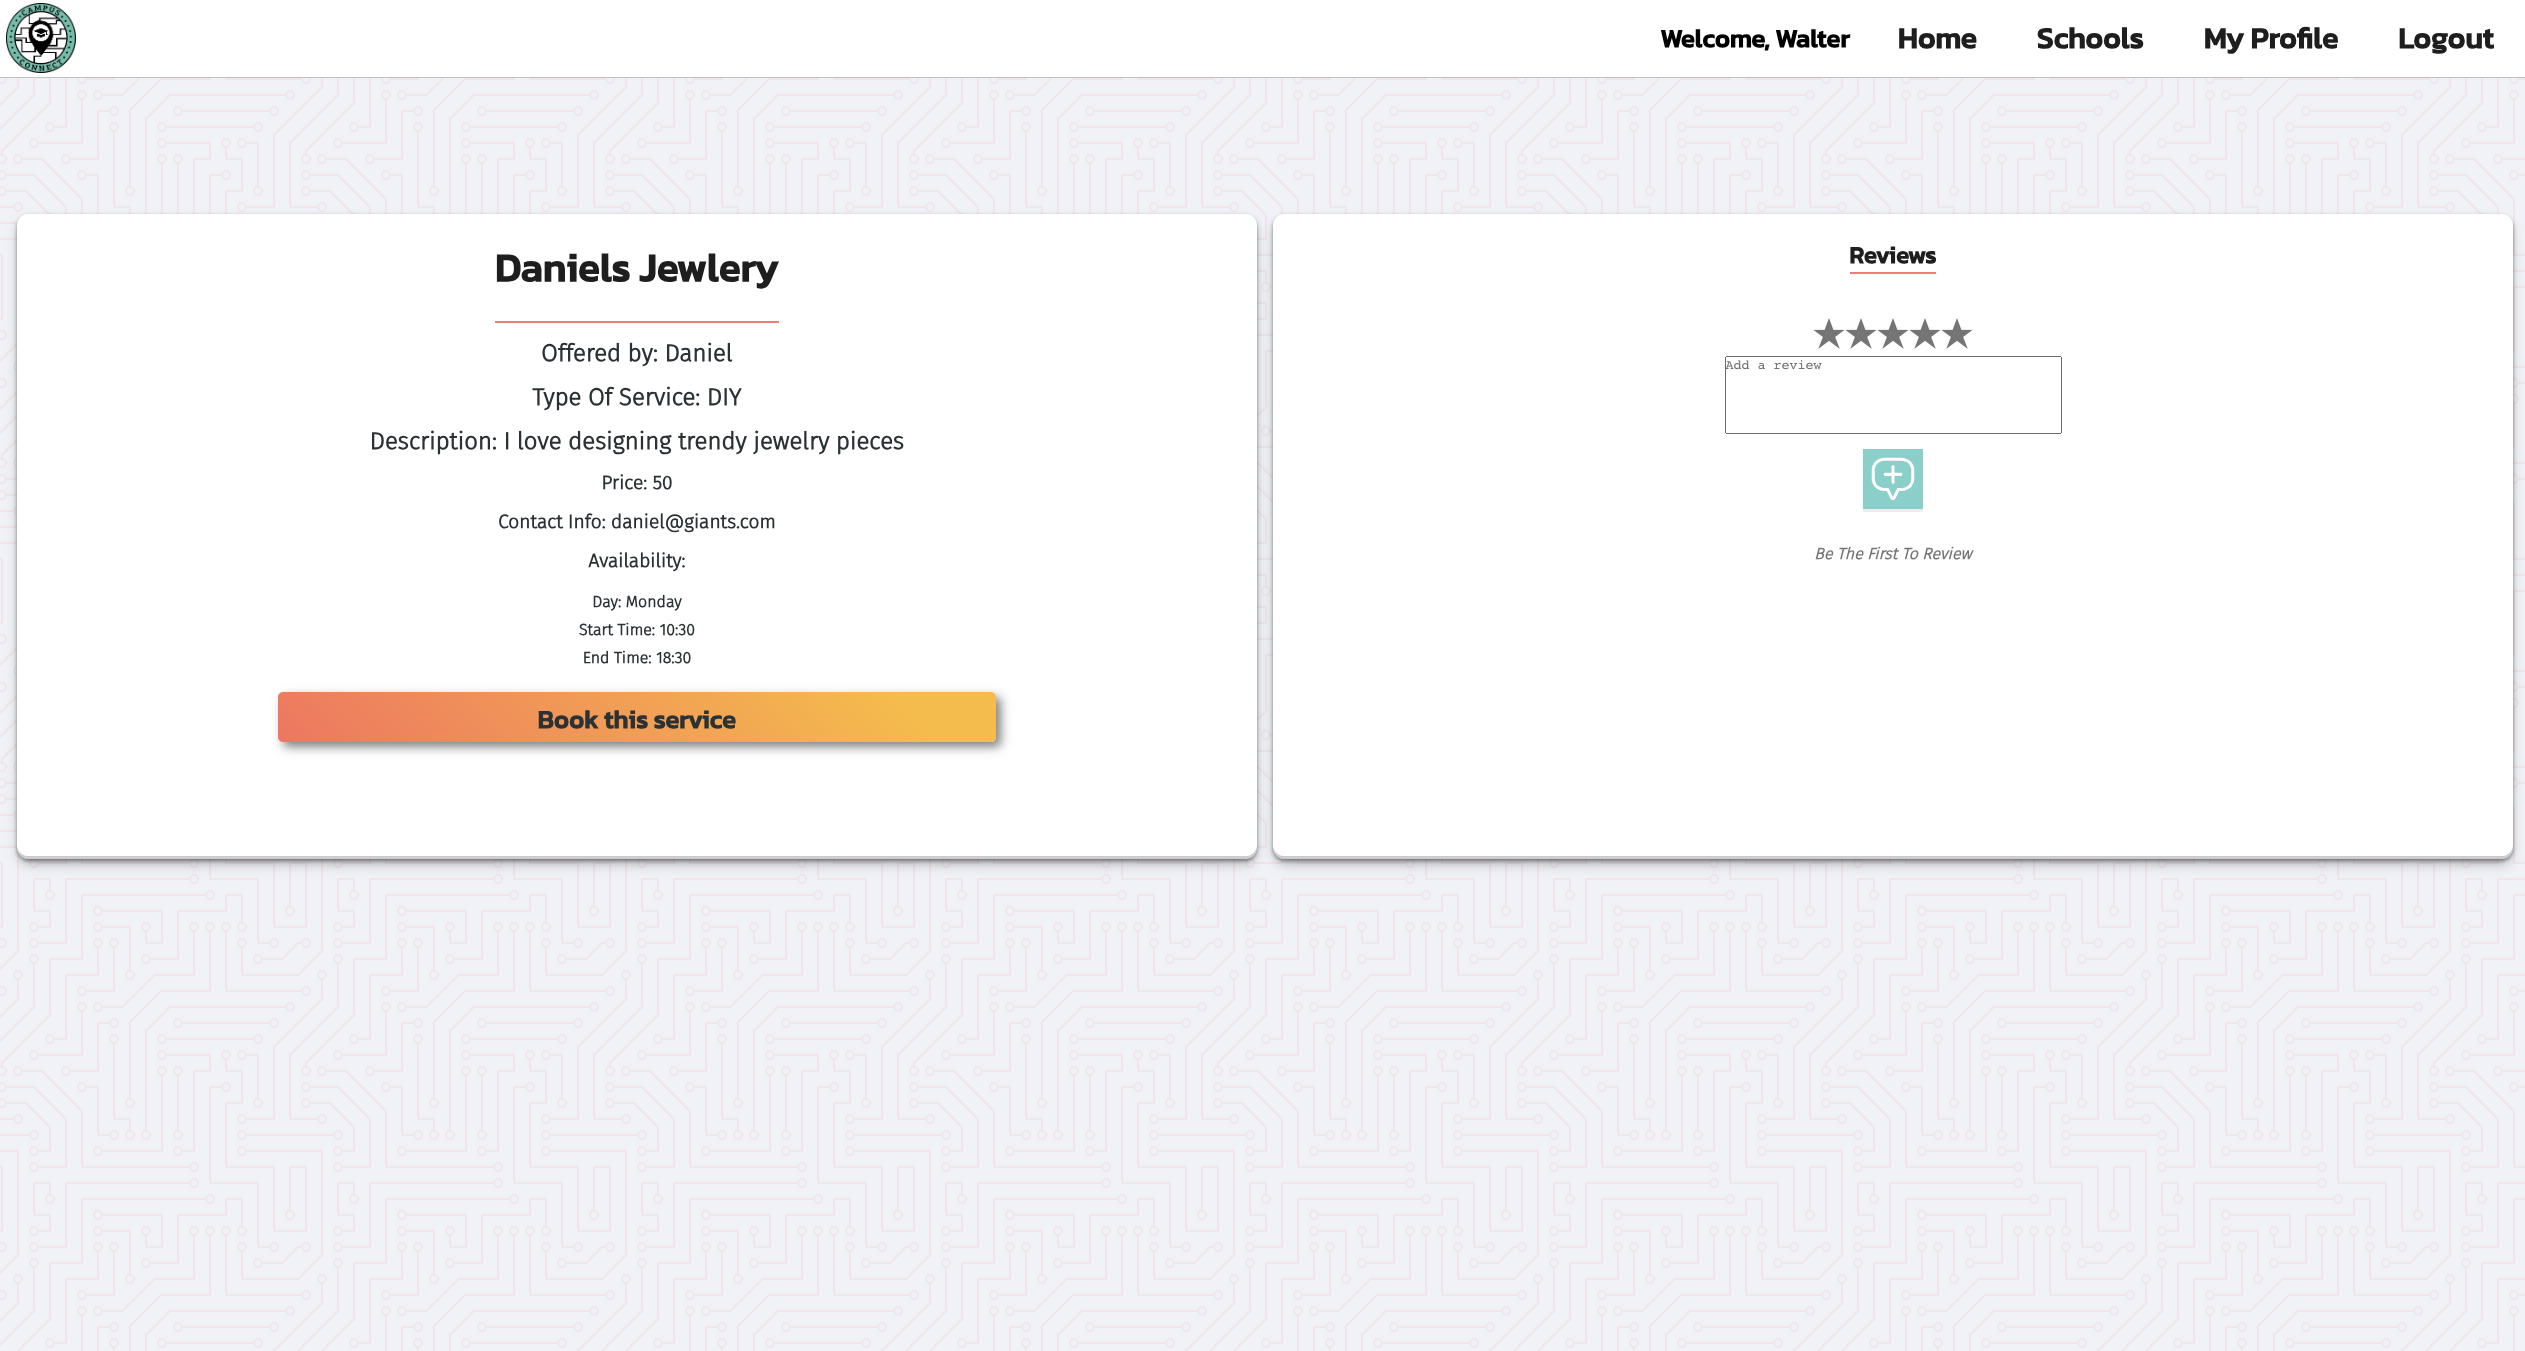 CAMPUS
CONNECT
Welcome, Walter
Home
Schools
My Profile
Logout
Daniels Jewlery
Offered by: Daniel
Type Of Service: DIY
Description: I love designing trendy jewelry pieces
Price: 50
Contact Info: daniel@giants.com
Availability:
Day: Monday
Start Time: 10:30
End Time: 18:30
Book this service
Reviews
Add a review
Be The First To Review